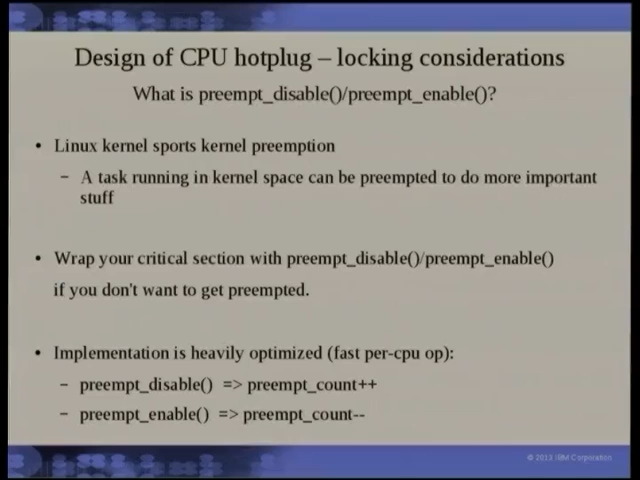 Design of CPU hotplug – locking considerations
What is preempt_disable()/preempt_enable()?
• Linux kernel sports kernel preemption
– A task running in kernel space can be preempted to do more important
stuff
• Wrap your critical section with preempt_disable()/preempt_enable()
if you don't want to get preempted.
• Implementation is heavily optimized (fast per-cpu op):
– preempt_disable() => preempt_count++
– preempt_enable() => preempt_count--
© 2013 IBM Corporation